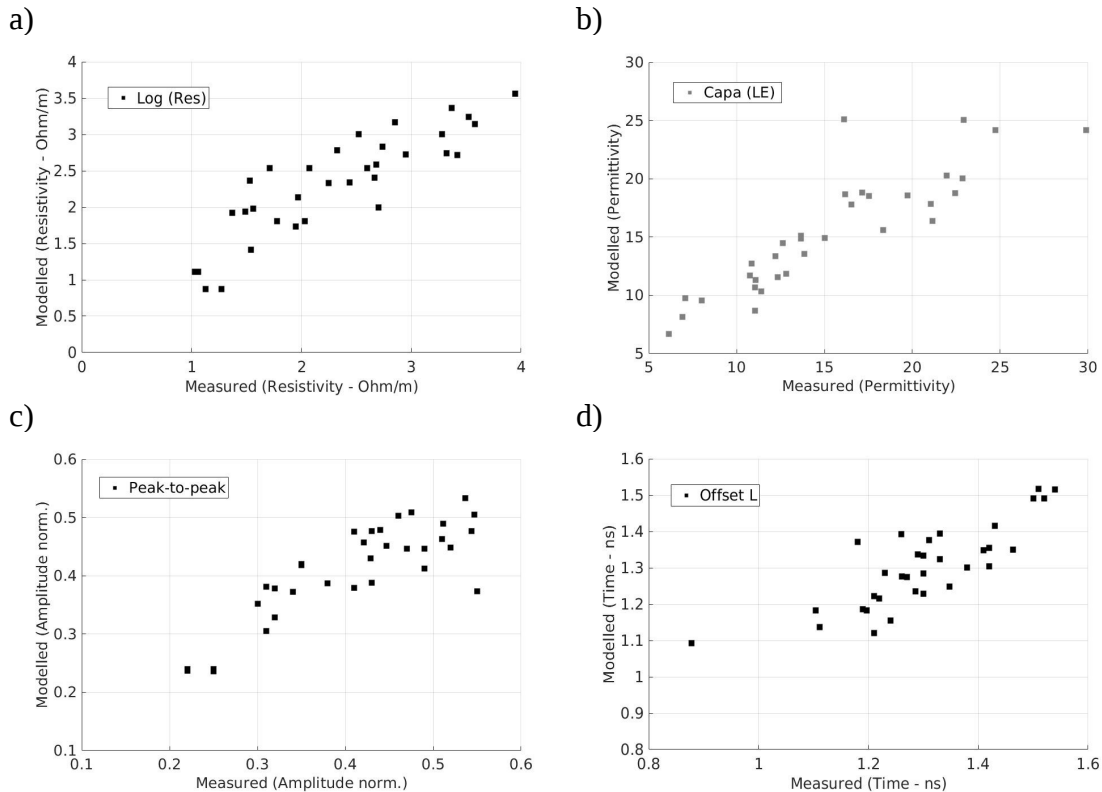 a)
4
3.5
3
2.5
2
1.5
1
0.5
0
Log (Res)
Modelled (Resistivity - Ohm/m)
0 1 2 3 4
Measured (Resistivity - Ohm/m)
b)
30
25
20
15
10
5
Capa (LE)
Modelled (Permittivity)
5 10 15 20 25 30
Measured (Permittivity)
c)
0.6
0.5
0.4
0.3
0.2
0.1
Peak-to-peak
Modelled (Amplitude norm.)
0.1 0.2 0.3 0.4 0.5 0.6
Measured (Amplitude norm.)
d)
1.6
1.5
1.4
1.3
1.2
1.1
1
0.9
0.8
Offset L
Modelled (Time - ns)
0.8 1 1.2 1.4 1.6
Measured (Time - ns)